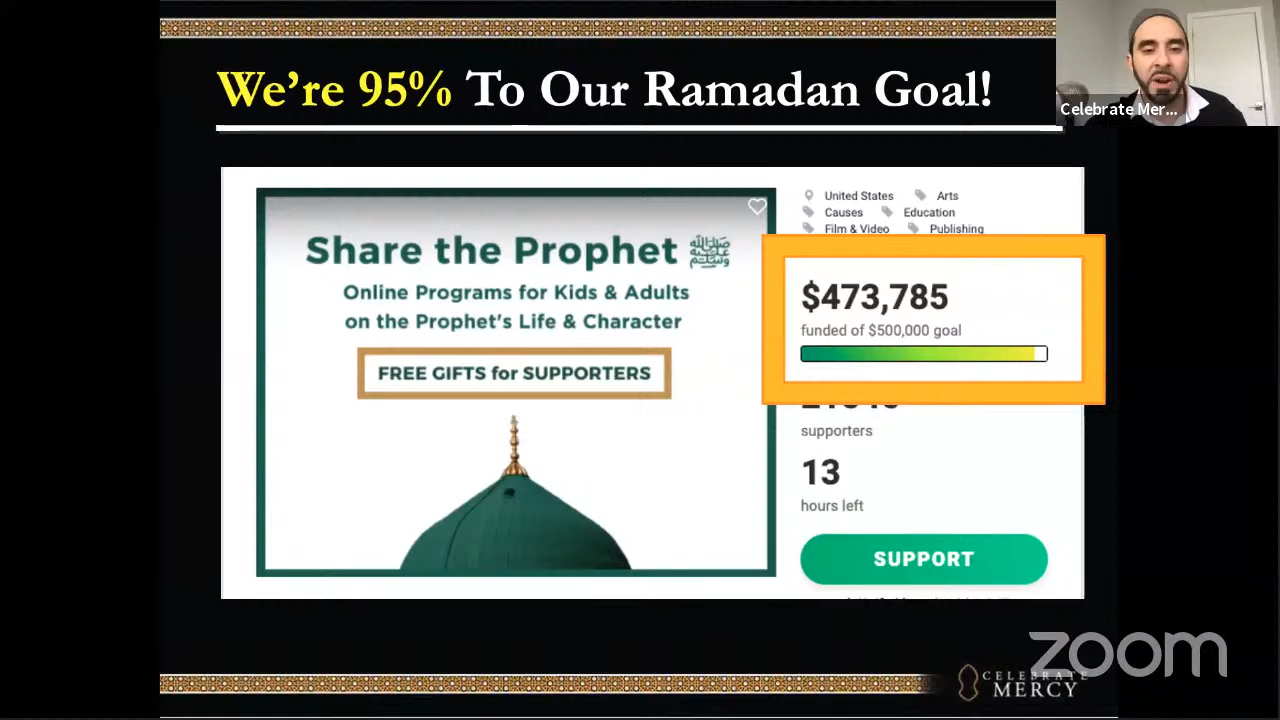 We're 95% To Our Ramadan Goal!
Celebrate Mer...
Share the Prophet ﷺ
Online Programs for Kids & Adults
on the Prophet's Life & Character
FREE GIFTS for SUPPORTERS
United States Arts
Causes Education
Film & Video Publishing
$473,785
funded of $500,000 goal
supporters
13
hours left
SUPPORT
zoom
CELEBRATE
MERCY